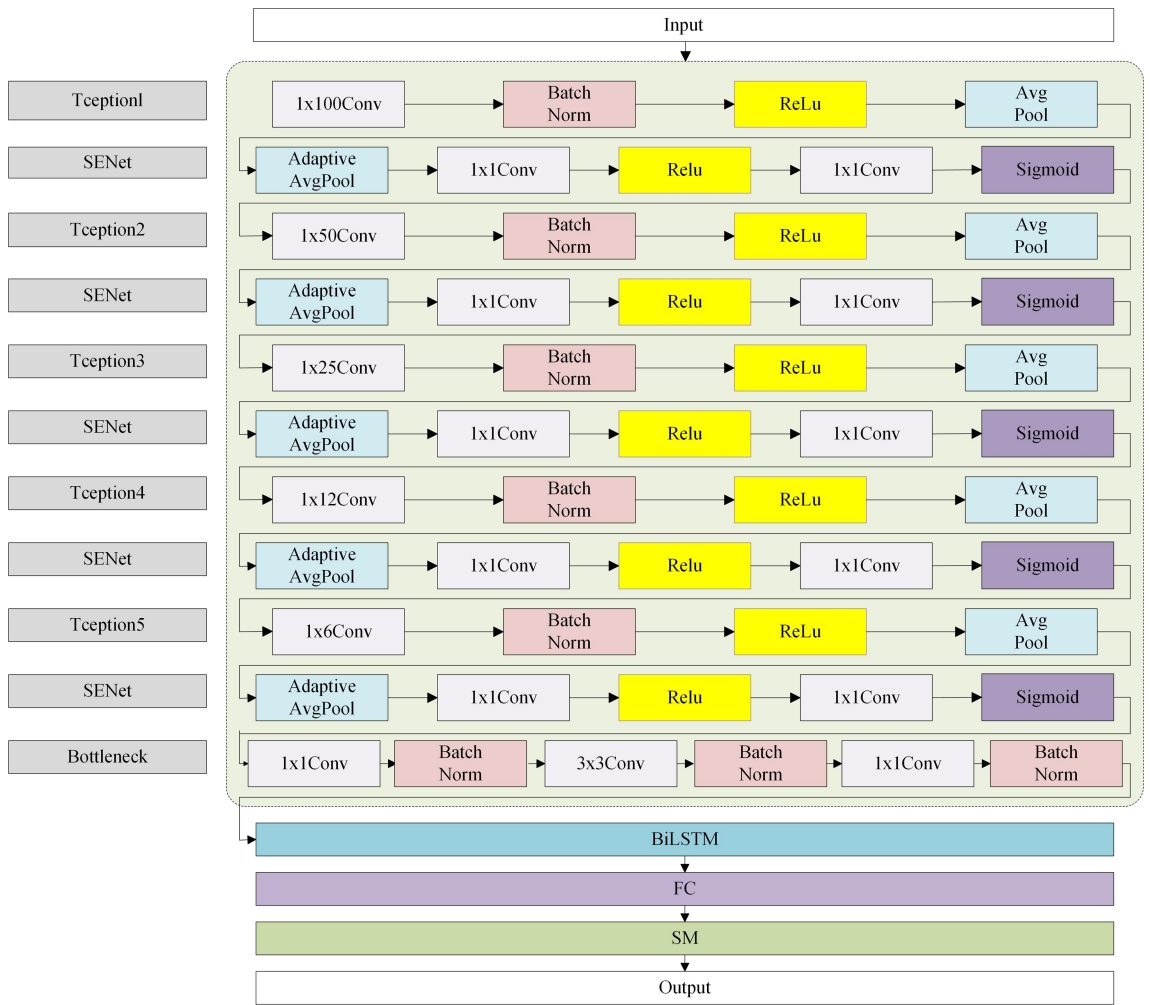 Input
Tception1
1x100Conv
Batch
Norm
ReLu
Avg
Pool
SENet
Adaptive
AvgPool
1x1Conv
Relu
1x1Conv
Sigmoid
Tception2
1x50Conv
Batch
Norm
ReLu
Avg
Pool
SENet
Adaptive
AvgPool
1x1Conv
Relu
1x1Conv
Sigmoid
Tception3
1x25Conv
Batch
Norm
ReLu
Avg
Pool
SENet
Adaptive
AvgPool
1x1Conv
Relu
1x1Conv
Sigmoid
Tception4
1x12Conv
Batch
Norm
ReLu
Avg
Pool
SENet
Adaptive
AvgPool
1x1Conv
Relu
1x1Conv
Sigmoid
Tception5
1x6Conv
Batch
Norm
ReLu
Avg
Pool
SENet
Adaptive
AvgPool
1x1Conv
Relu
1x1Conv
Sigmoid
Bottleneck
1x1Conv
Batch
Norm
3x3Conv
Batch
Norm
1x1Conv
Batch
Norm
BiLSTM
FC
SM
Output